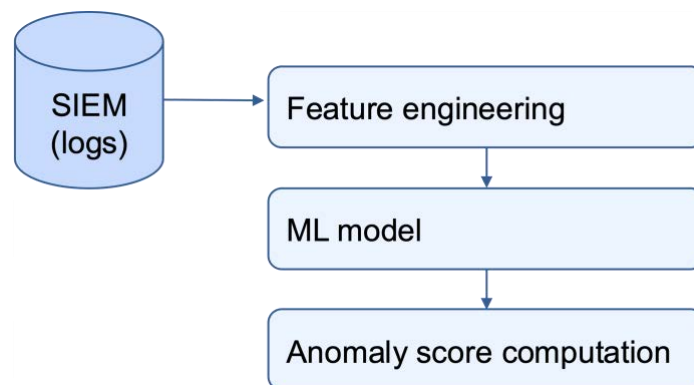 SIEM
(logs)
Feature engineering
ML model
Anomaly score computation